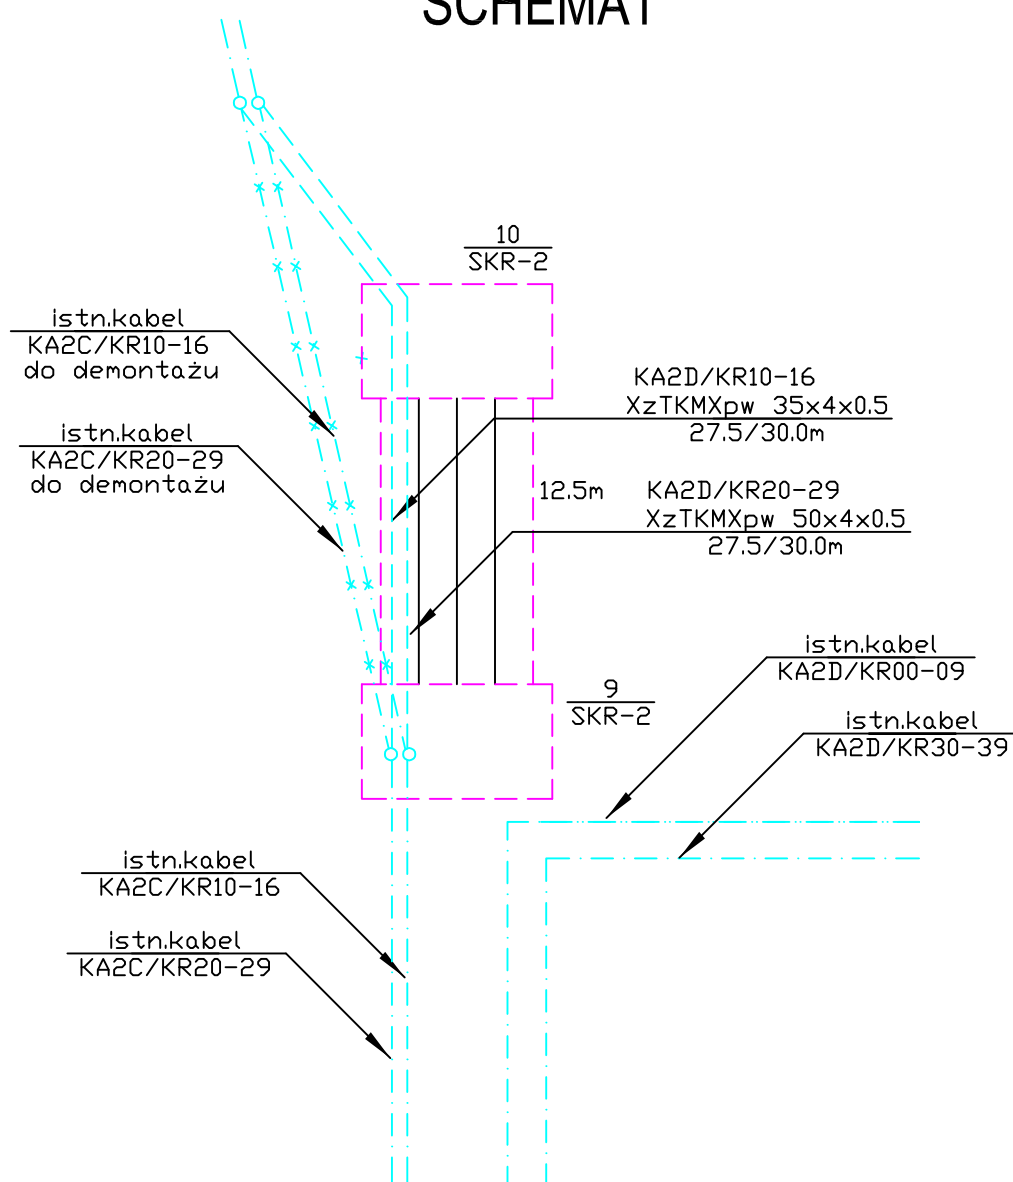 SCHEMAT
10
SKR-2
istn.kabel
KA2C/KR10-16
do demontażu
istn.kabel
KA2C/KR20-29
do demontażu
KA2D/KR10-16
XzTKMXpw 35x4x0.5
27.5/30.0m
12.5m
KA2D/KR20-29
XzTKMXpw 50x4x0.5
27.5/30.0m
istn.kabel
KA2D/KR00-09
9
SKR-2
istn.kabel
KA2D/KR30-39
istn.kabel
KA2C/KR10-16
istn.kabel
KA2C/KR20-29